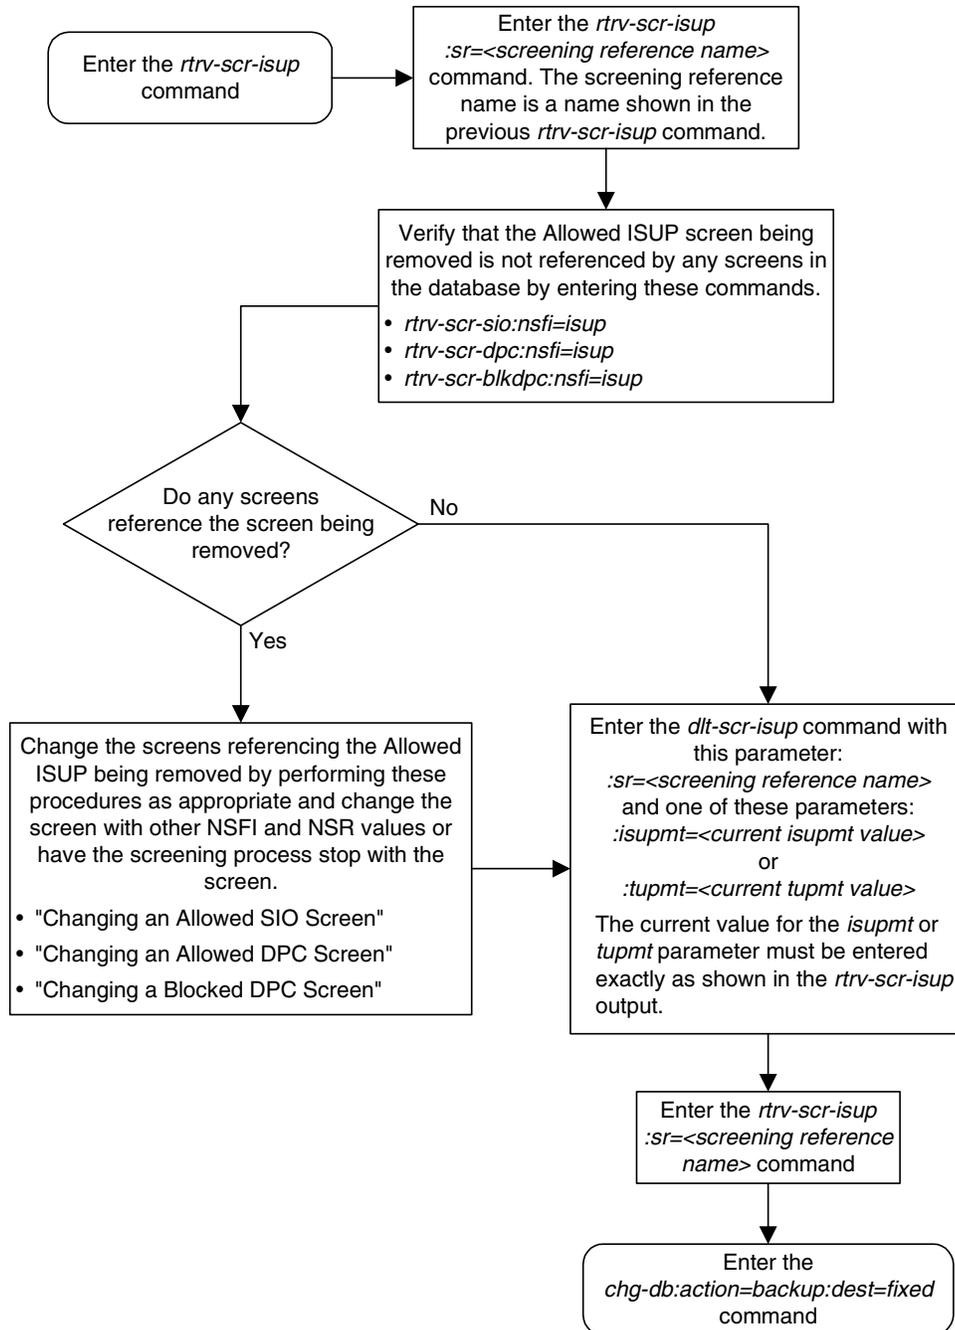 Enter the rtrv-scr-isup
command
Enter the rtrv-scr-isup
:sr=<screening reference name>
command. The screening reference
name is a name shown in the
previous rtrv-scr-isup command.
Verify that the Allowed ISUP screen being
removed is not referenced by any screens in
the database by entering these commands.
• rtrv-scr-sio:nsfi=isup
• rtrv-scr-dpc:nsfi=isup
• rtrv-scr-blkdpc:nsfi=isup
Do any screens
reference the screen being
removed?
No
Yes
Change the screens referencing the Allowed
ISUP being removed by performing these
procedures as appropriate and change the
screen with other NSFI and NSR values or
have the screening process stop with the
screen.
• "Changing an Allowed SIO Screen"
• "Changing an Allowed DPC Screen"
• "Changing a Blocked DPC Screen"
Enter the dlt-scr-isup command with
this parameter:
:sr=<screening reference name>
and one of these parameters:
:isupmt=<current isupmt value>
or
:tupmt=<current tupmt value>
The current value for the isupmt or
tupmt parameter must be entered
exactly as shown in the rtrv-scr-isup
output.
Enter the rtrv-scr-isup
:sr=<screening reference
name> command
Enter the
chg-db:action=backup:dest=fixed
command